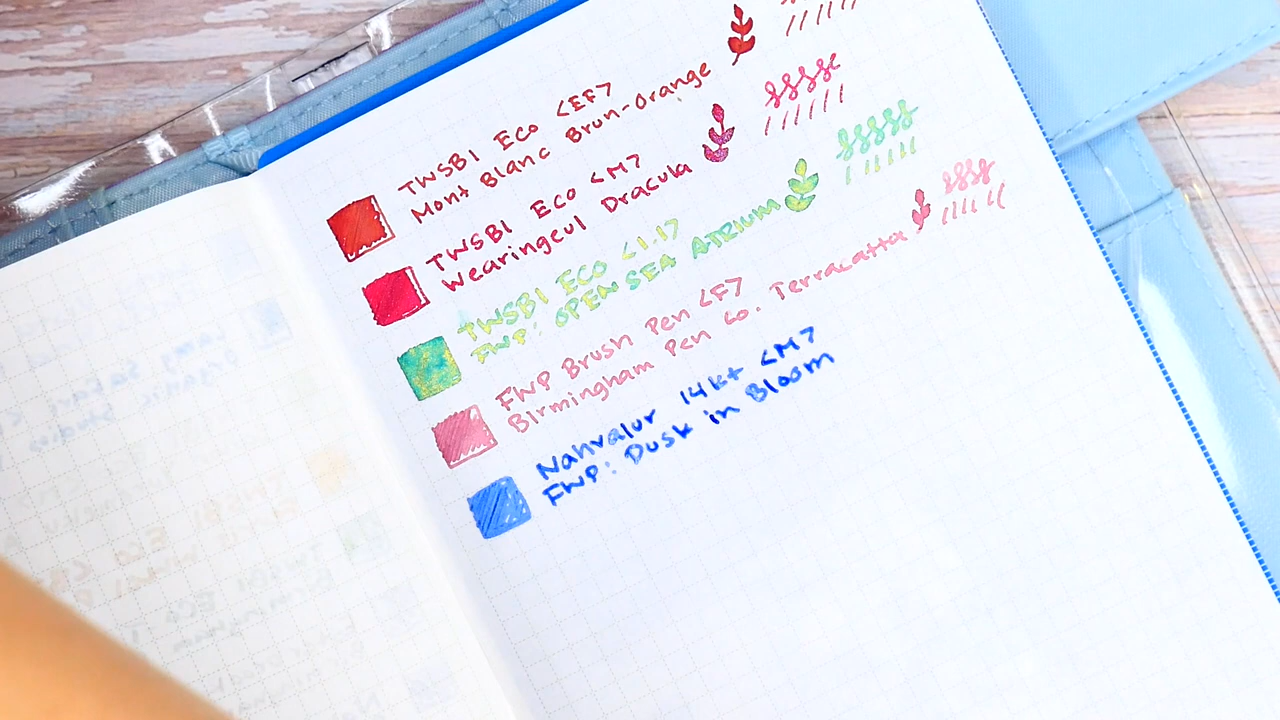 TWSBI ECO <EF>
Mont Blanc Brun-Orange
TWSBI ECO <M>
Wearingeul Dracula
TWSBI ECO <1.1>
FWP: OPEN SEA ATRIUM
FWP Brush Pen <F>
Birmingham Pen Co. Terracatta
Nahvalur 14kt <M>
FWP: Dusk in Bloom